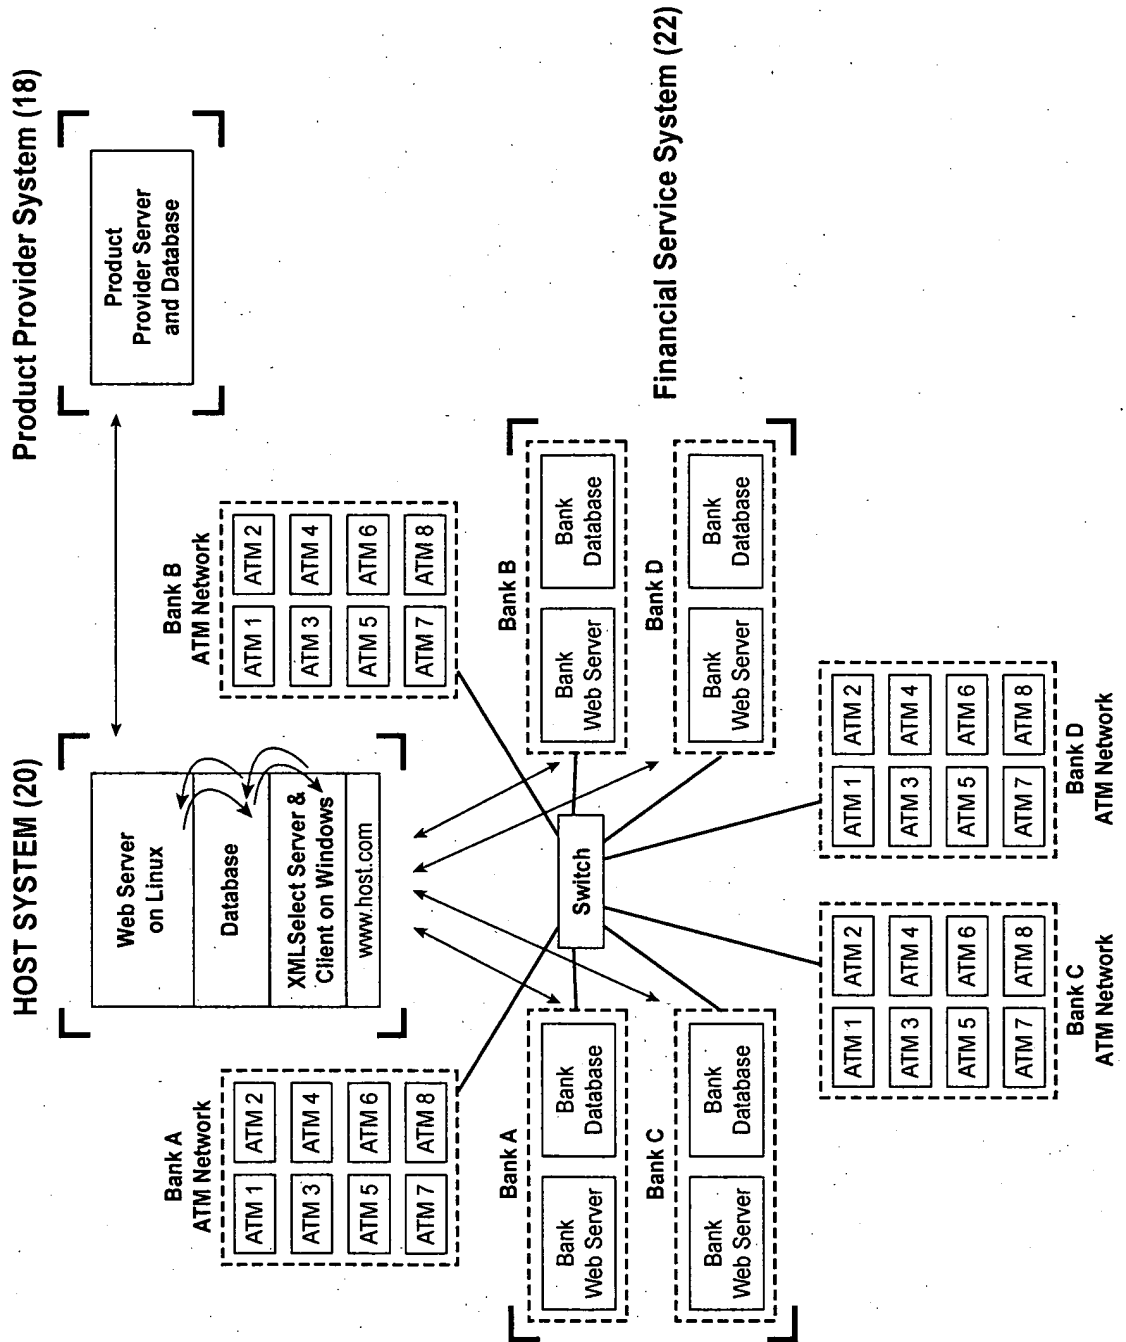 Product Provider System (18)
Product
Provider Server
and Database
HOST SYSTEM (20)
Web Server
on Linux
Database
XMLSelect Server &
Client on Windows
www.host.com
Bank A
ATM Network
ATM 1
ATM 2
ATM 3
ATM 4
ATM 5
ATM 6
ATM 7
ATM 8
Bank B
ATM Network
ATM 1
ATM 2
ATM 3
ATM 4
ATM 5
ATM 6
ATM 7
ATM 8
Bank A
Bank
Web Server
Bank
Database
Switch
Bank B
Bank
Web Server
Bank
Database
Bank C
Bank
Web Server
Bank
Database
Bank D
Bank
Web Server
Bank
Database
Financial Service System (22)
ATM 1
ATM 2
ATM 3
ATM 4
ATM 5
ATM 6
ATM 7
ATM 8
Bank C
ATM Network
ATM 1
ATM 2
ATM 3
ATM 4
ATM 5
ATM 6
ATM 7
ATM 8
Bank D
ATM Network